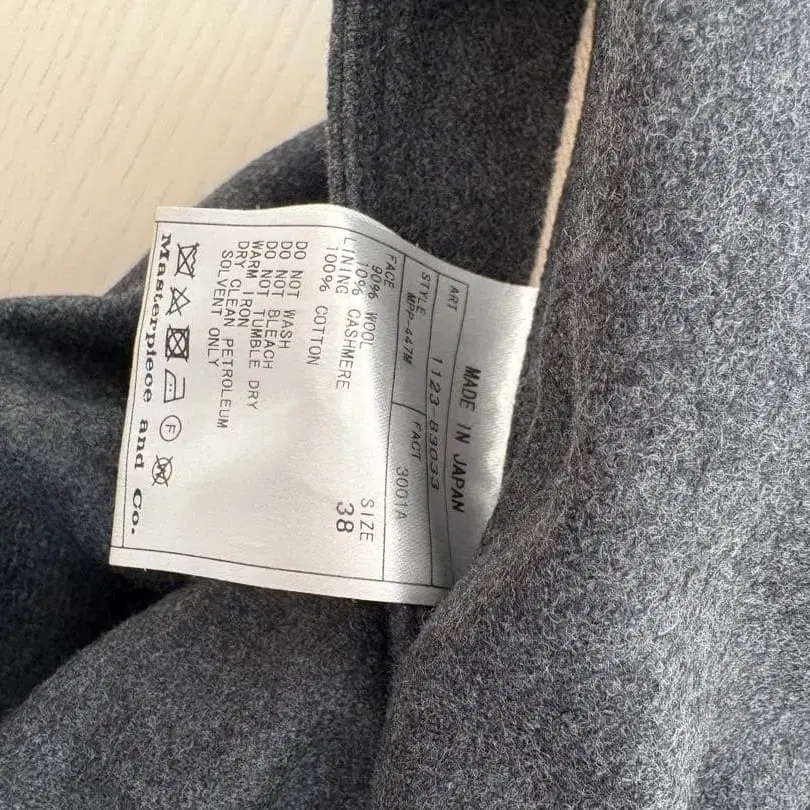 MADE IN JAPAN
ART 1123-83033
STYLE MPP-447M FACT 3001A
FACE
90% WOOL
10% CASHMERE
LINING
100% COTTON
SIZE
38
DO NOT WASH
DO NOT BLEACH
DO NOT TUMBLE DRY
WARM IRON
DRY CLEAN PETROLEUM
SOLVENT ONLY
F
W
Masterpiece and Co.